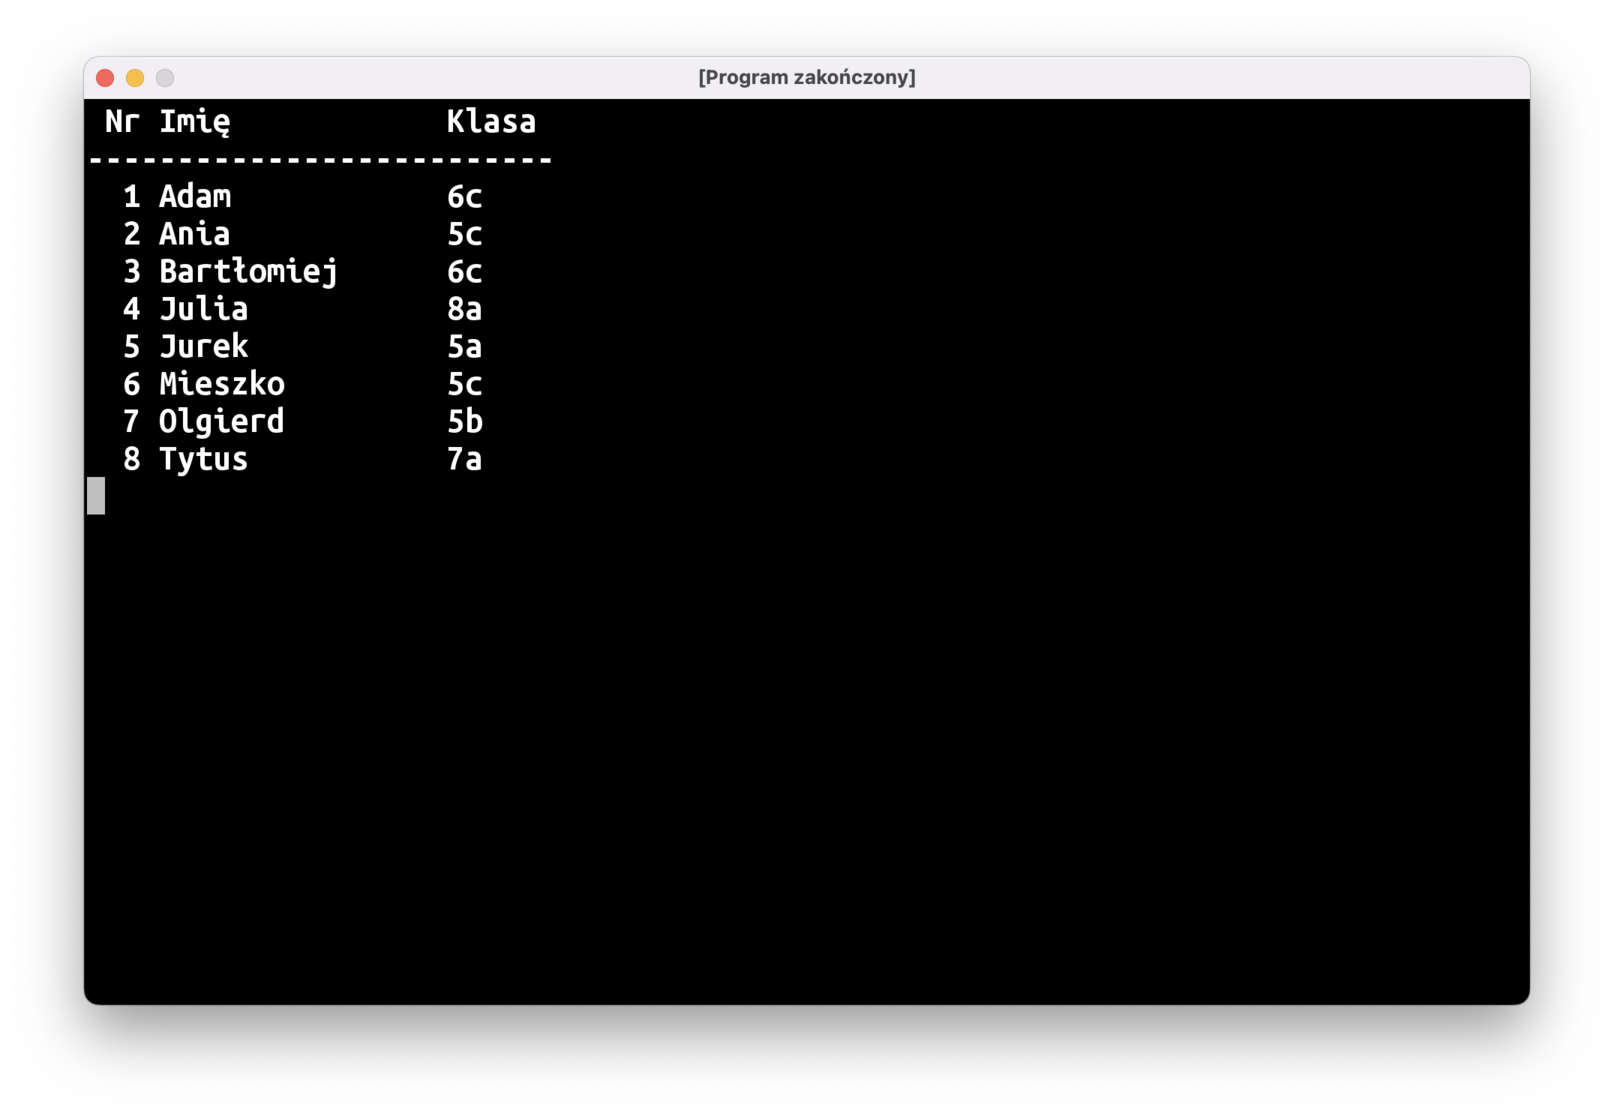 [Program zakończony]
 Nr Imię            Klasa
--------------------------
  1 Adam            6c
  2 Ania            5c
  3 Bartłomiej      6c
  4 Julia           8a
  5 Jurek           5a
  6 Mieszko         5c
  7 Olgierd         5b
  8 Tytus           7a